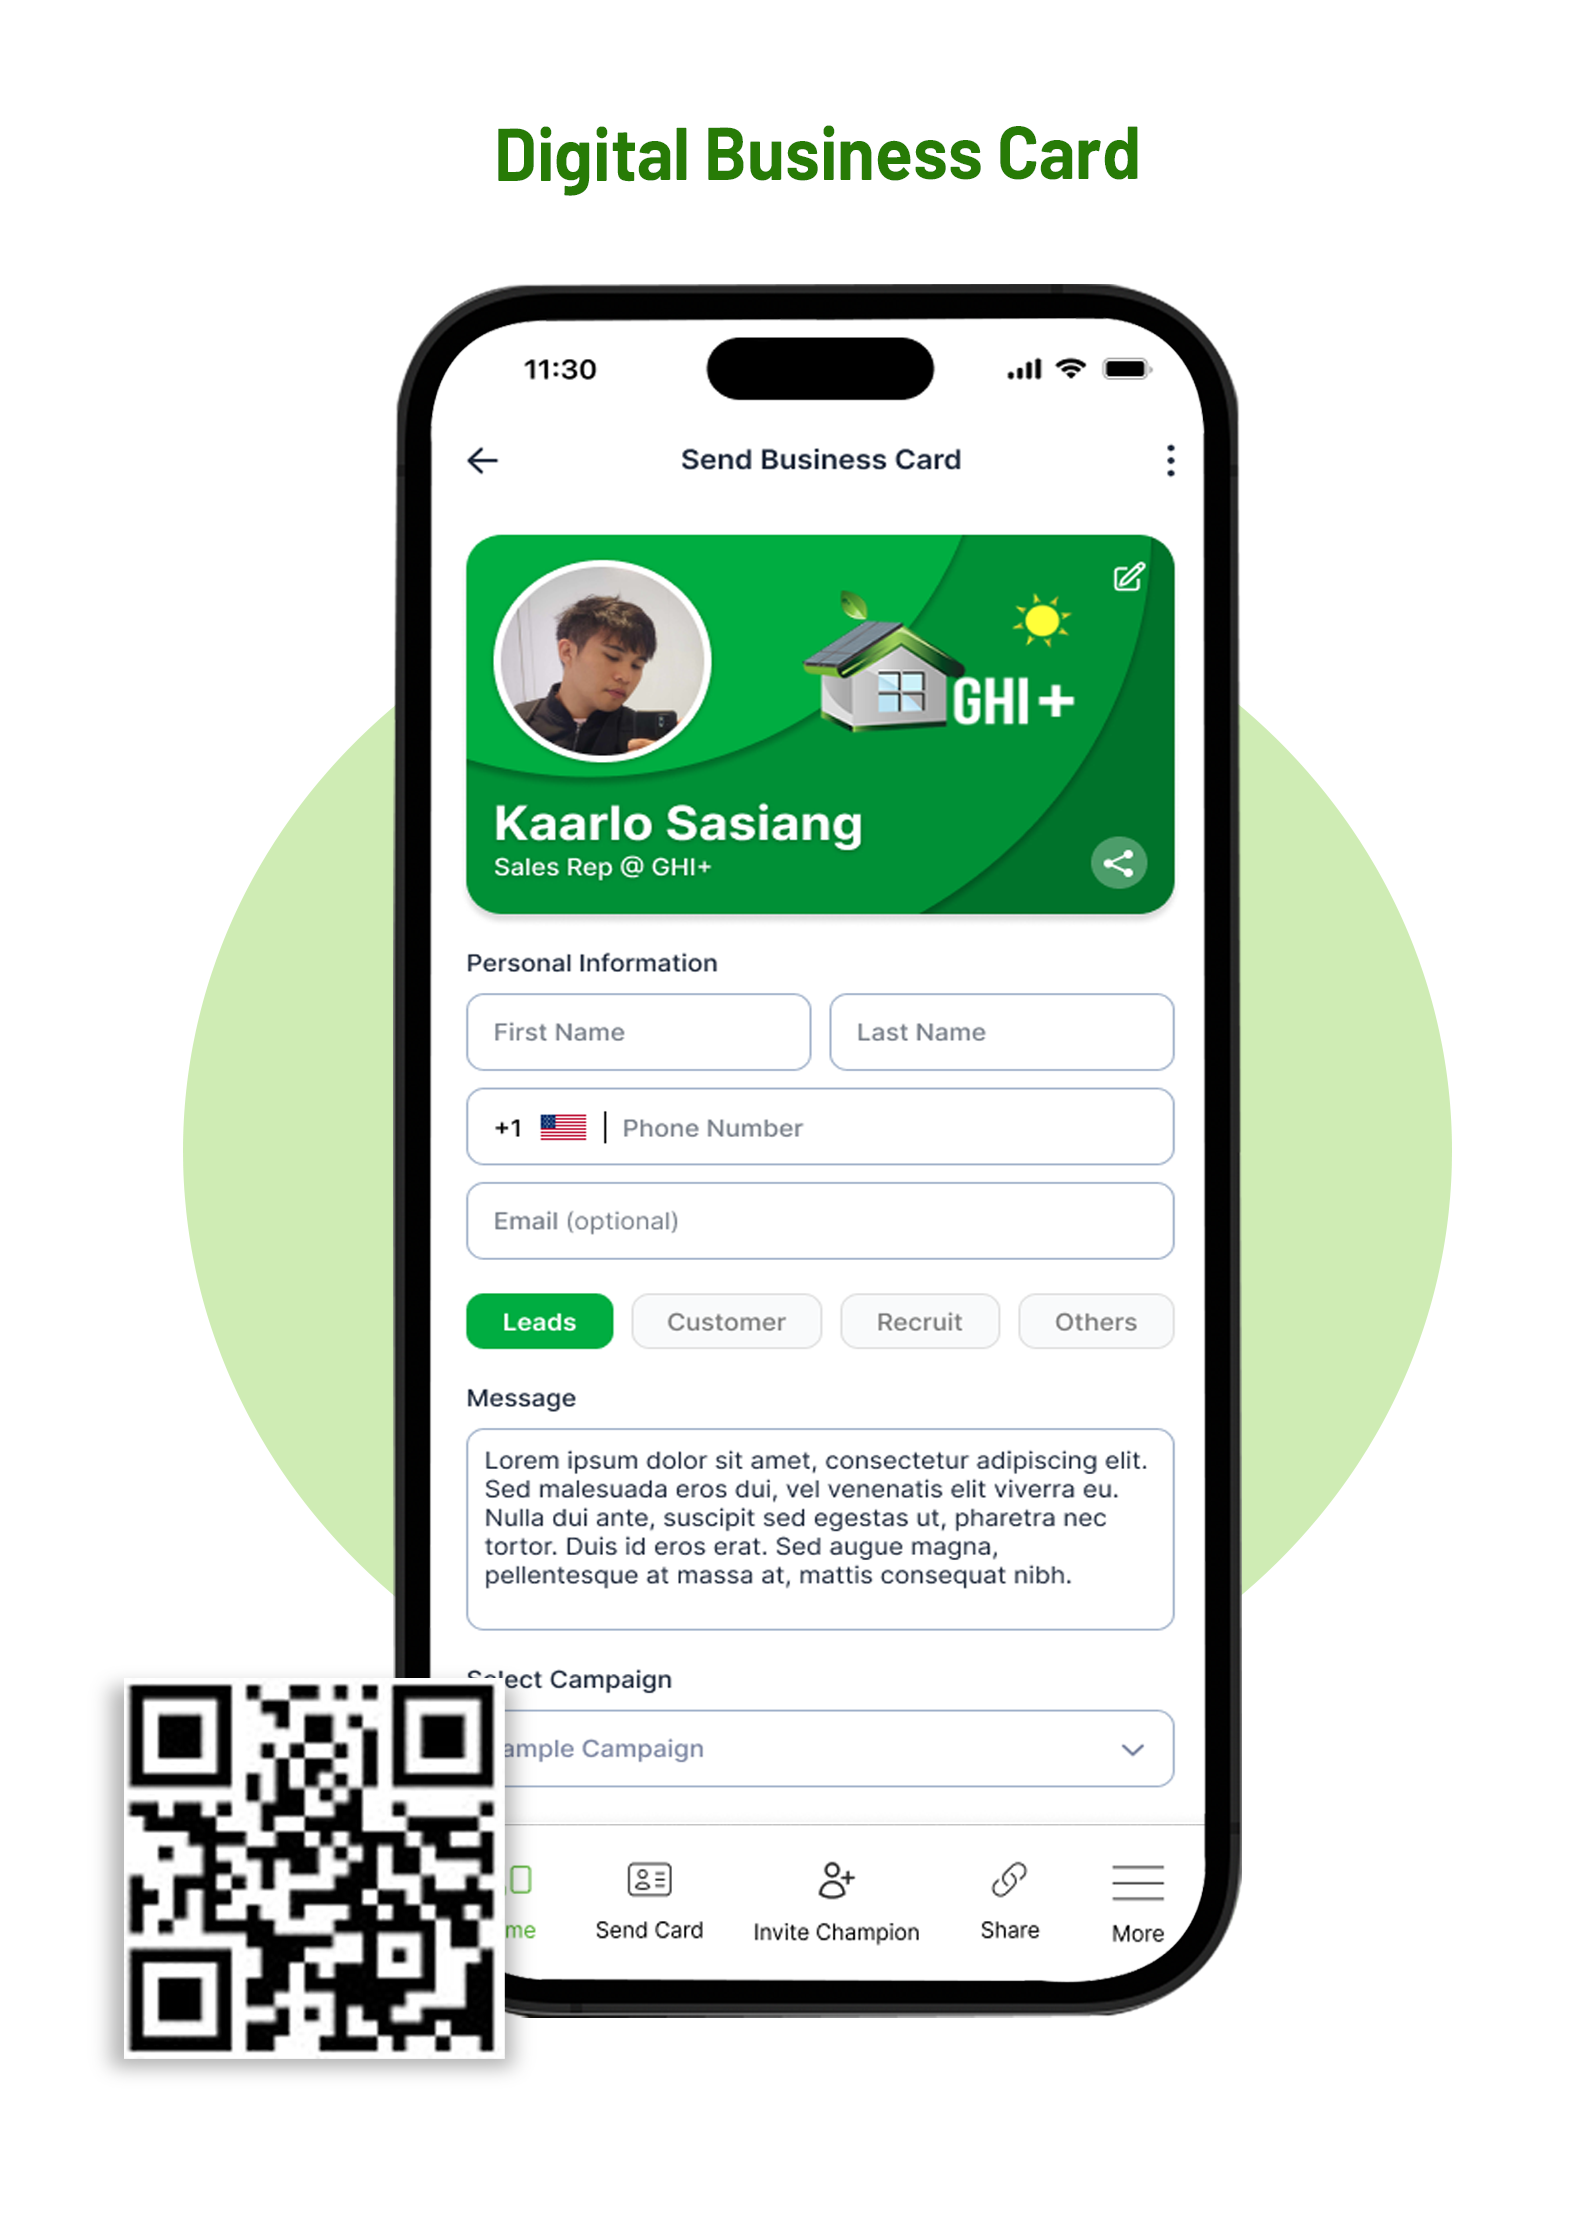 Digital Business Card
11:30
Send Business Card
GHI +
Kaarlo Sasiang
Sales Rep @ GHI+
Personal Information
First Name
Last Name
+1 Phone Number
Email (optional)
Leads
Customer
Recruit
Others
Message
Lorem ipsum dolor sit amet, consectetur adipiscing elit.
Sed malesuada eros dui, vel venenatis elit viverra eu.
Nulla dui ante, suscipit sed egestas ut, pharetra nec
tortor. Duis id eros erat. Sed augue magna,
pellentesque at massa at, mattis consequat nibh.
Select Campaign
ample Campaign
me
Send Card
Invite Champion
Share
More